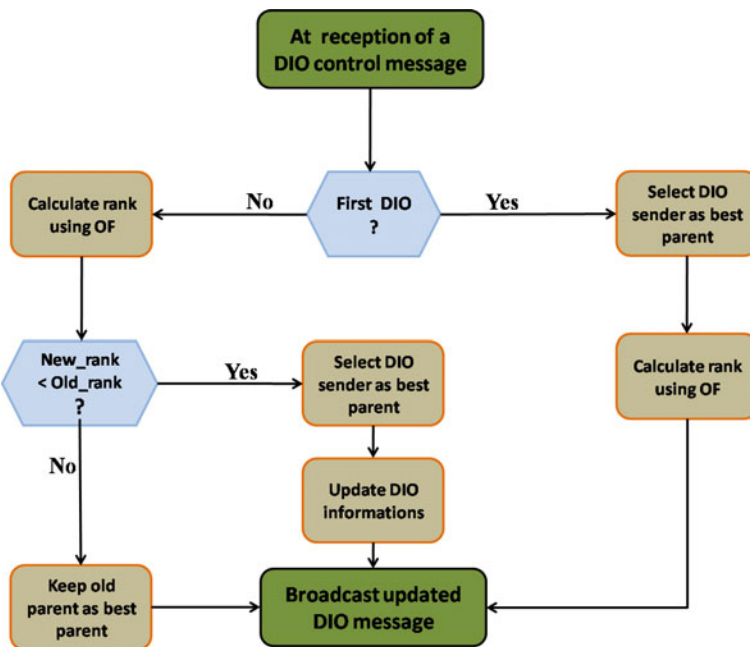 At reception of a
DIO control message
No
First DIO
?
Yes
Calculate rank
using OF
Select DIO
sender as best
parent
New_rank
< Old_rank
?
Yes
Select DIO
sender as best
parent
Calculate rank
using OF
No
Update DIO
informations
Keep old
parent as best
parent
Broadcast updated
DIO message